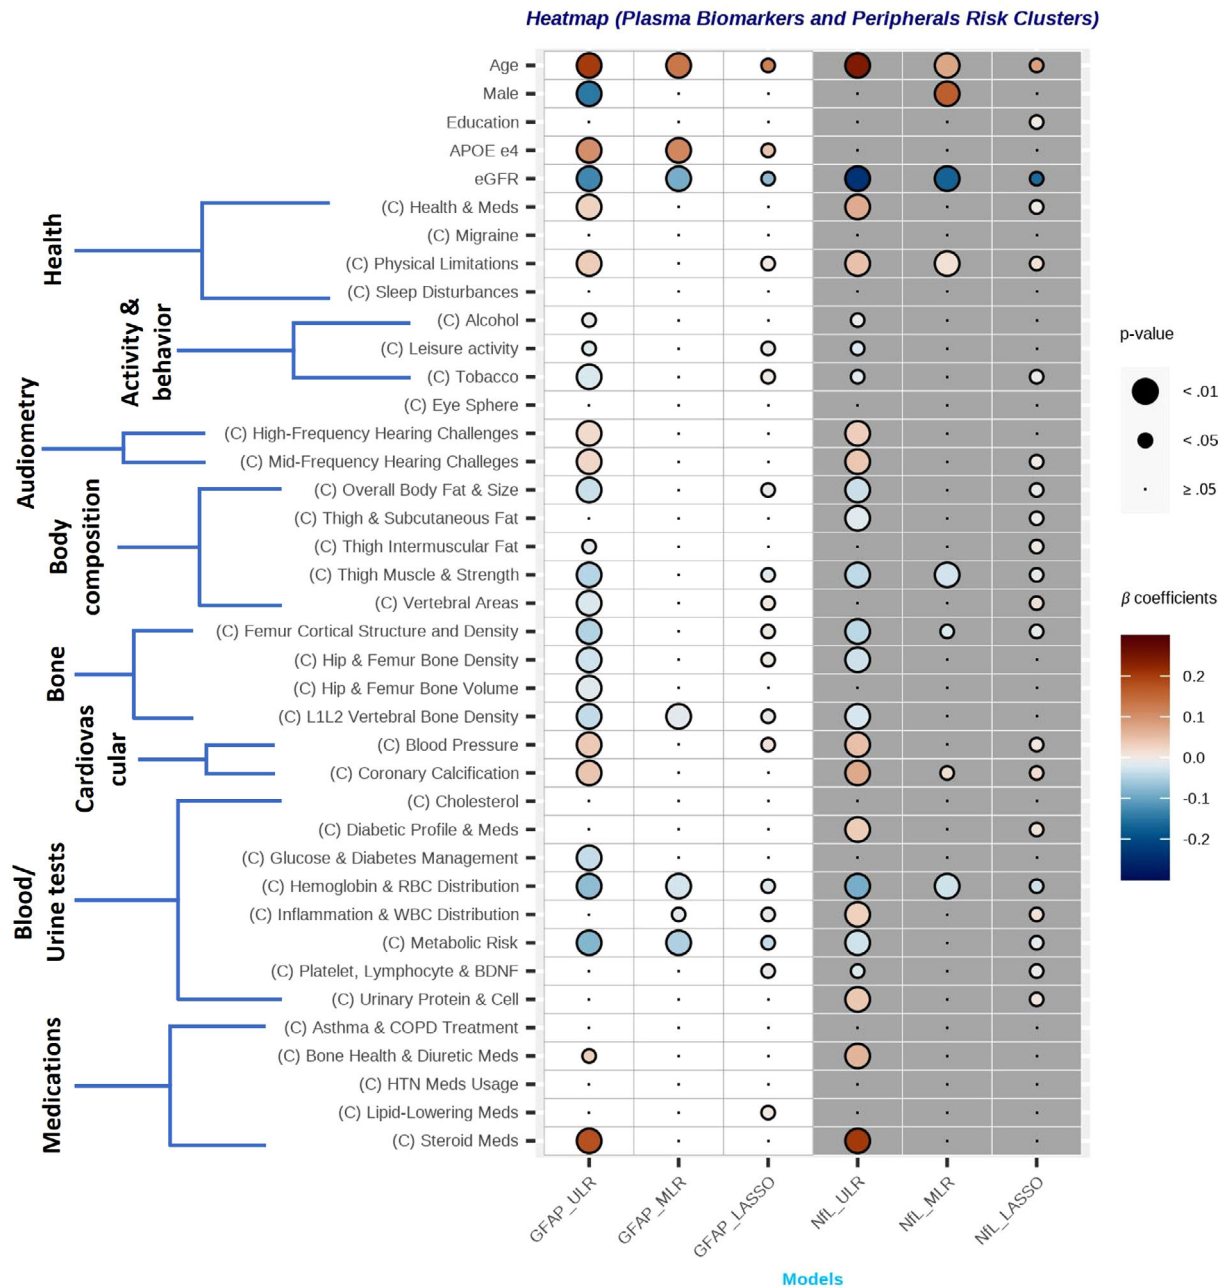 Heatmap (Plasma Biomarkers and Peripherals Risk Clusters)
Age
Male
Education
APOE e4
eGFR
(C) Health & Meds
(C) Migraine
(C) Physical Limitations
(C) Sleep Disturbances
(C) Alcohol
(C) Leisure activity
(C) Tobacco
(C) Eye Sphere
(C) High-Frequency Hearing Challenges
(C) Mid-Frequency Hearing Challeges
(C) Overall Body Fat & Size
(C) Thigh & Subcutaneous Fat
(C) Thigh Intermuscular Fat
(C) Thigh Muscle & Strength
(C) Vertebral Areas
(C) Femur Cortical Structure and Density
(C) Hip & Femur Bone Density
(C) Hip & Femur Bone Volume
(C) L1L2 Vertebral Bone Density
(C) Blood Pressure
(C) Coronary Calcification
(C) Cholesterol
(C) Diabetic Profile & Meds
(C) Glucose & Diabetes Management
(C) Hemoglobin & RBC Distribution
(C) Inflammation & WBC Distribution
(C) Metabolic Risk
(C) Platelet, Lymphocyte & BDNF
(C) Urinary Protein & Cell
(C) Asthma & COPD Treatment
(C) Bone Health & Diuretic Meds
(C) HTN Meds Usage
(C) Lipid-Lowering Meds
(C) Steroid Meds
Health
Activity &
behavior
Audiometry
Body
composition
Bone
Cardiovas
cular
Blood/
Urine tests
Medications
GFAP_ULR
GFAP_MLR
GFAP_LASSO
NfL_ULR
NfL_MLR
NfL_LASSO
Models
p-value
< .01
< .05
≥ .05
β coefficients
0.2
0.1
0.0
-0.1
-0.2